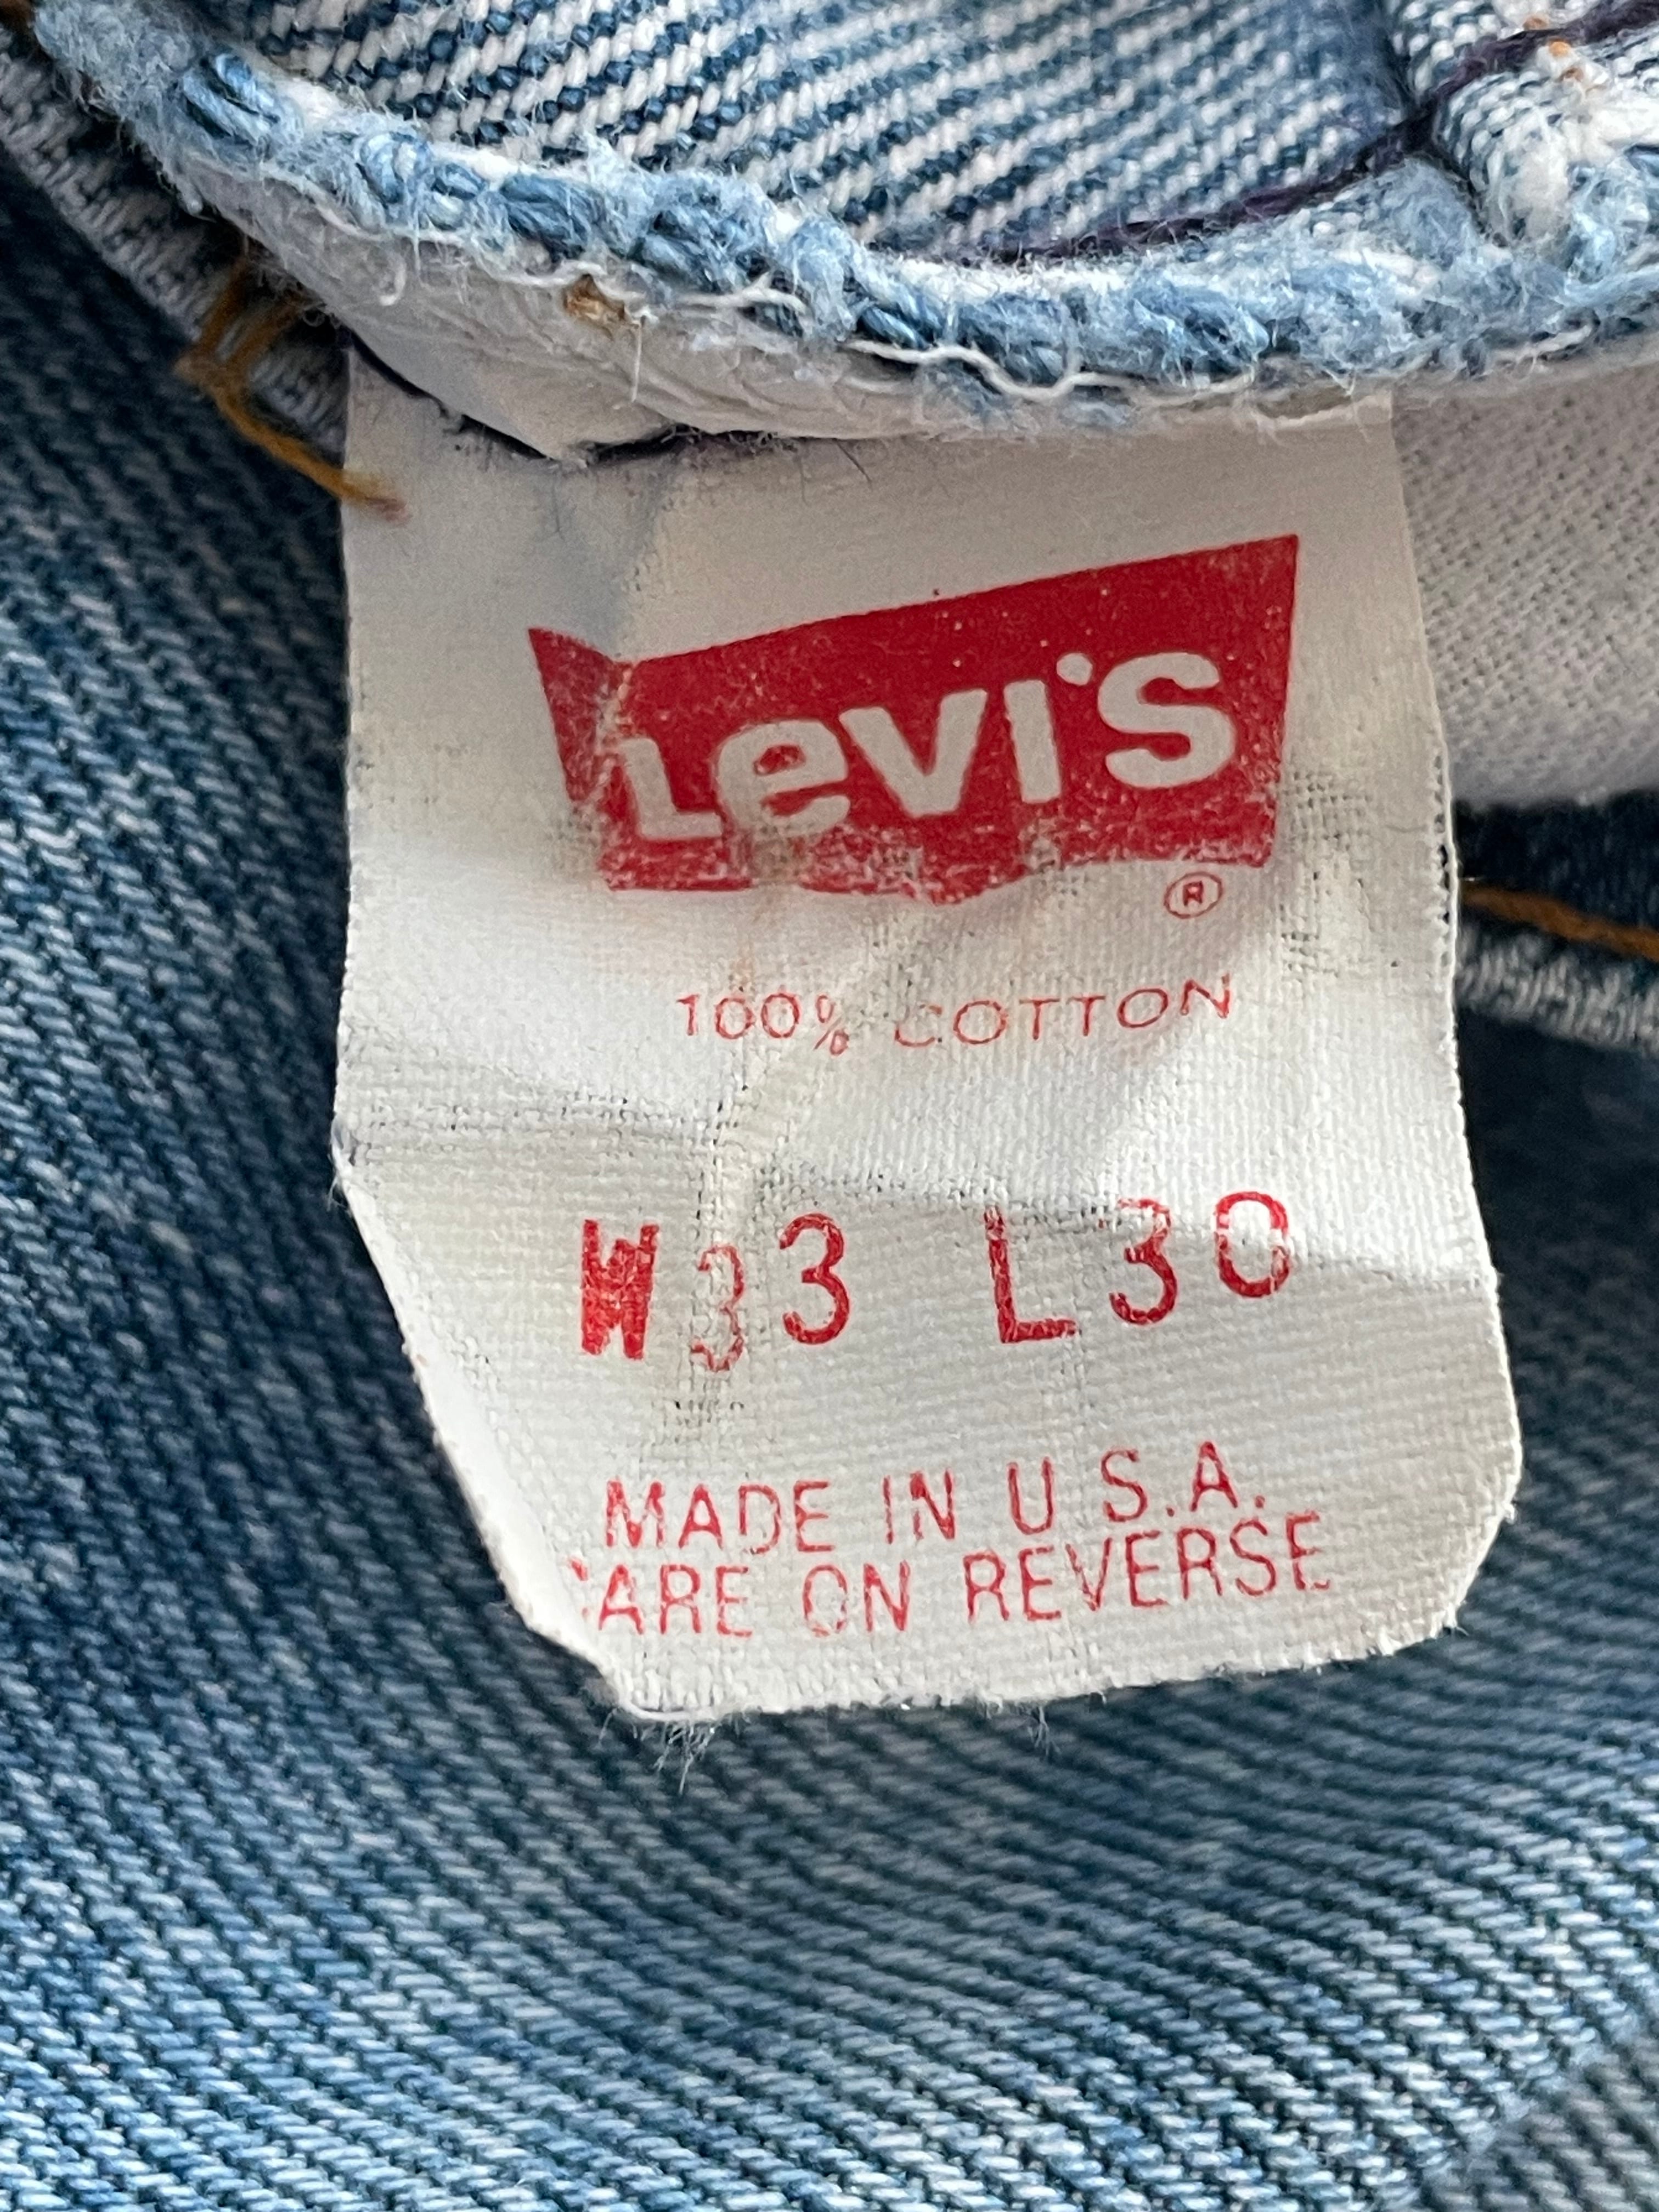 Levi's
®
100% COTTON
W33 L30
MADE IN U.S.A.
CARE ON REVERSE